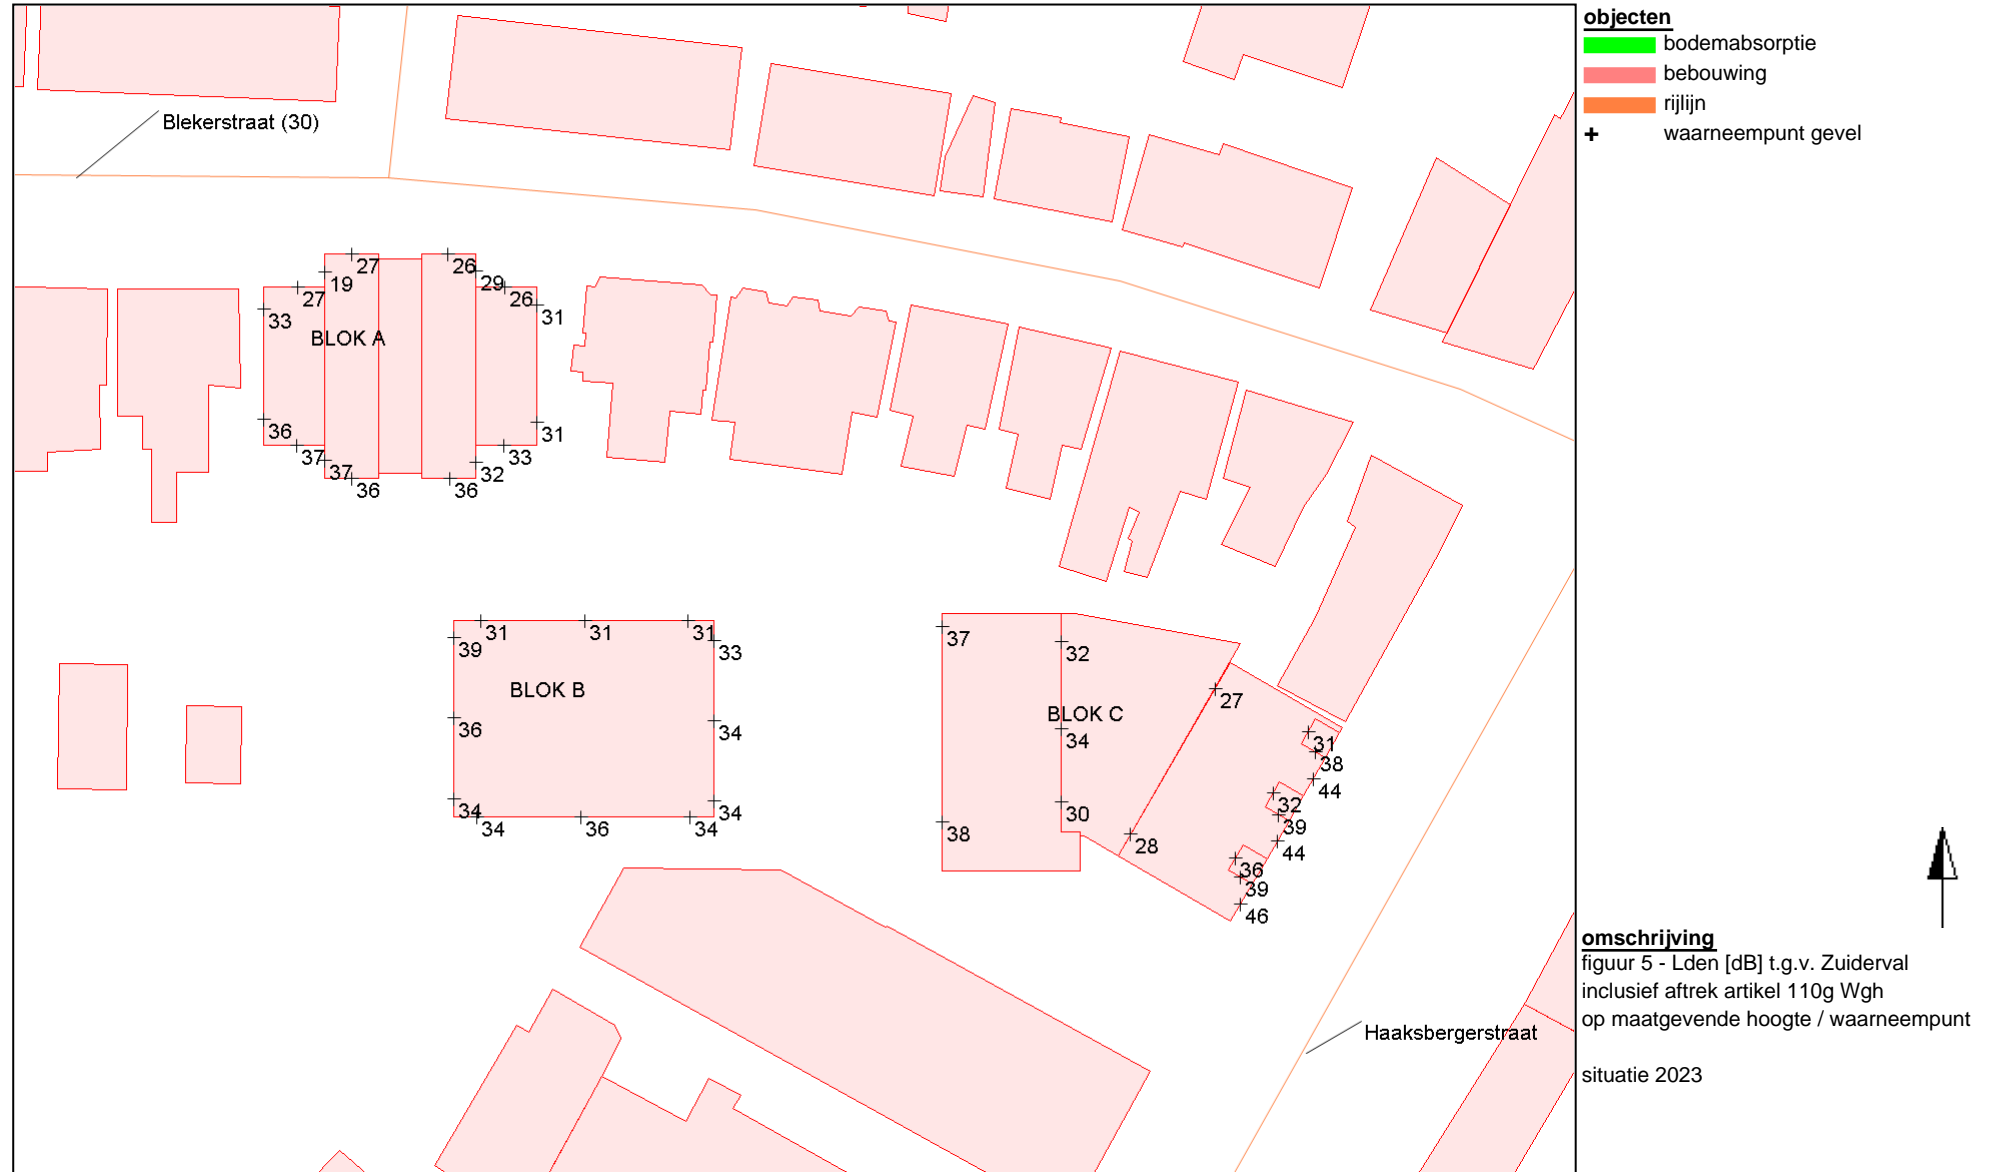 objecten
bodemabsorptie
bebouwing
rijlijn
+ waarneempunt gevel
Blekerstraat (30)
27
26
19
29
27
26
33
31
BLOK A
36
31
37
33
37
32
36
36
31
31
31
39
33
BLOK B
36
34
34
34
34
36
34
37
32
27
BLOK C
34
31
38
44
30
32
38
39
28
44
36
39
46
omschrijving
figuur 5 - Lden [dB] t.g.v. Zuiderval
inclusief aftrek artikel 110g Wgh
op maatgevende hoogte / waarneempunt
Haaksbergerstraat
situatie 2023